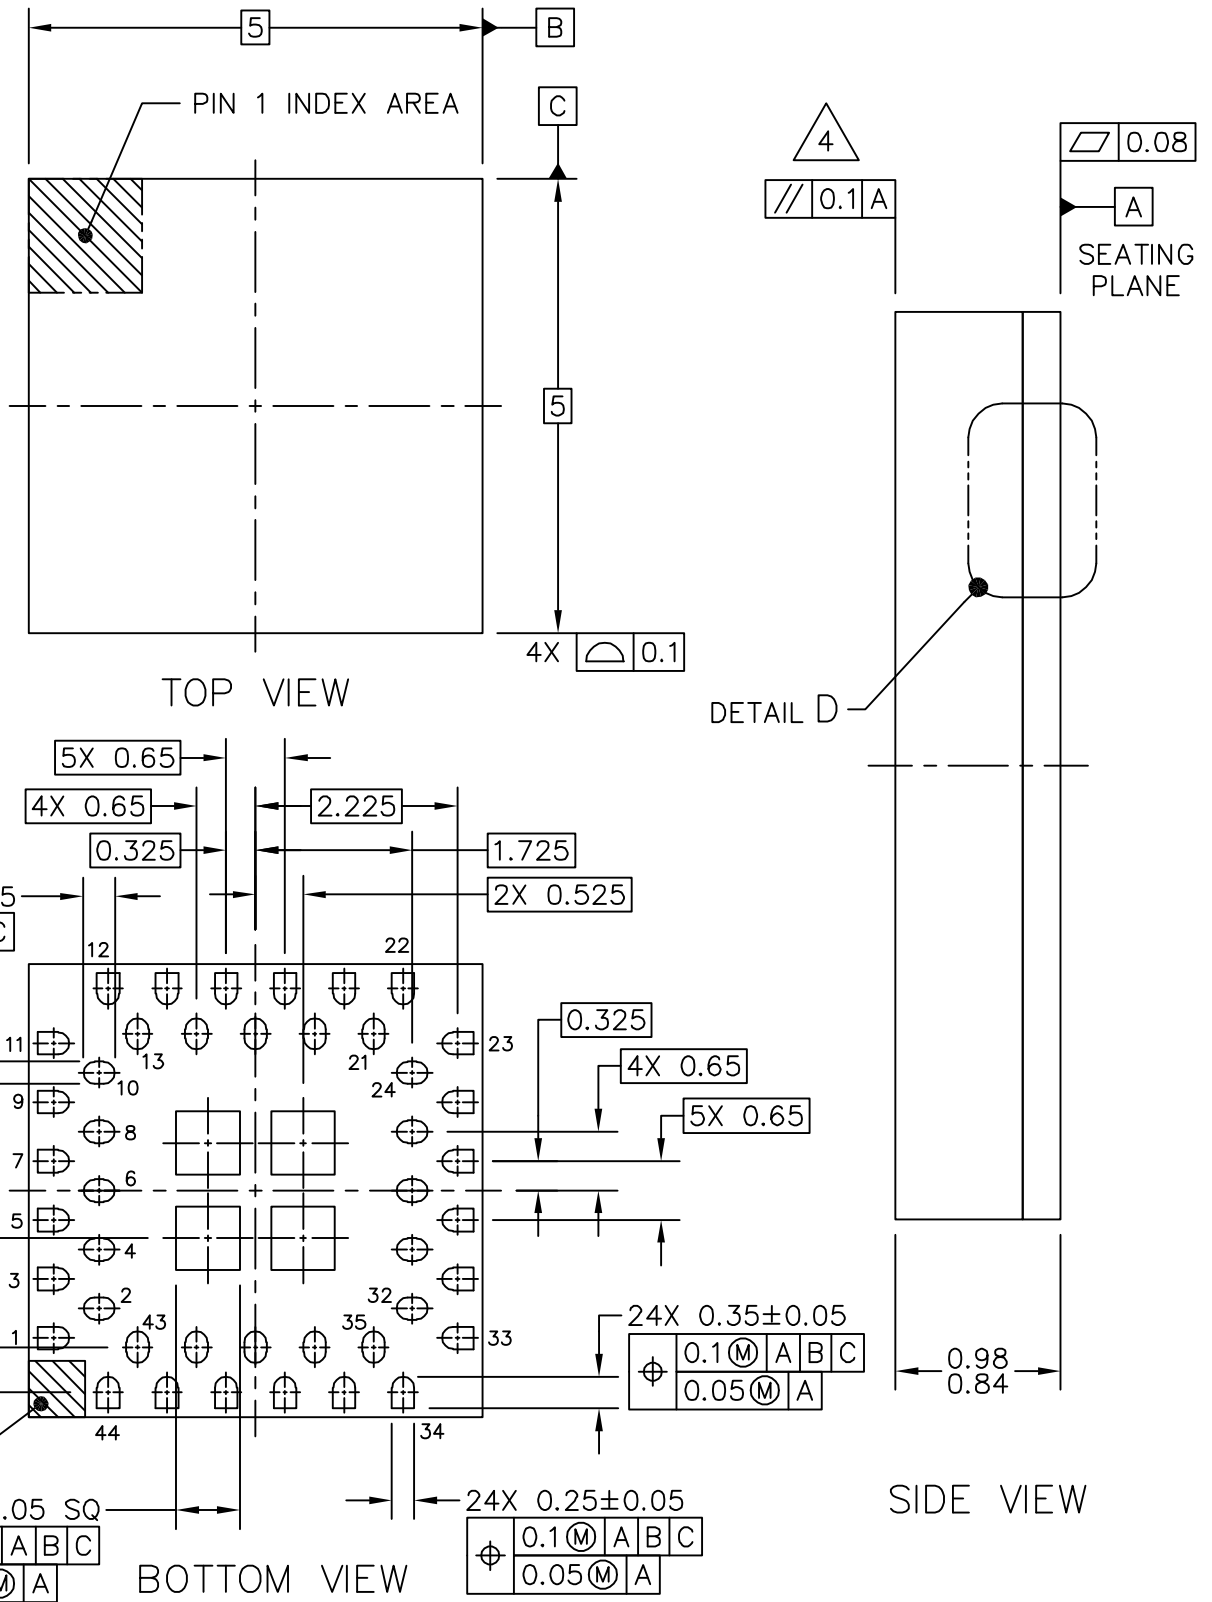 5
B
PIN 1 INDEX AREA
C
4
// 0.1 A
0.08
A
SEATING
PLANE
5
4X 0.1
TOP VIEW
DETAIL D
5X 0.65
4X 0.65
2.225
0.325
1.725
5
2X 0.525
C
12
22
0.325
11
13
21
23
4X 0.65
10
24
9
5X 0.65
8
7
6
5
4
3
2
32
43
35
1
33
24X 0.35±0.05
0.1 Ⓜ A B C
0.05 Ⓜ A
0.98
0.84
44
34
.05 SQ
A B C
Ⓜ A
24X 0.25±0.05
0.1 Ⓜ A B C
0.05 Ⓜ A
SIDE VIEW
BOTTOM VIEW